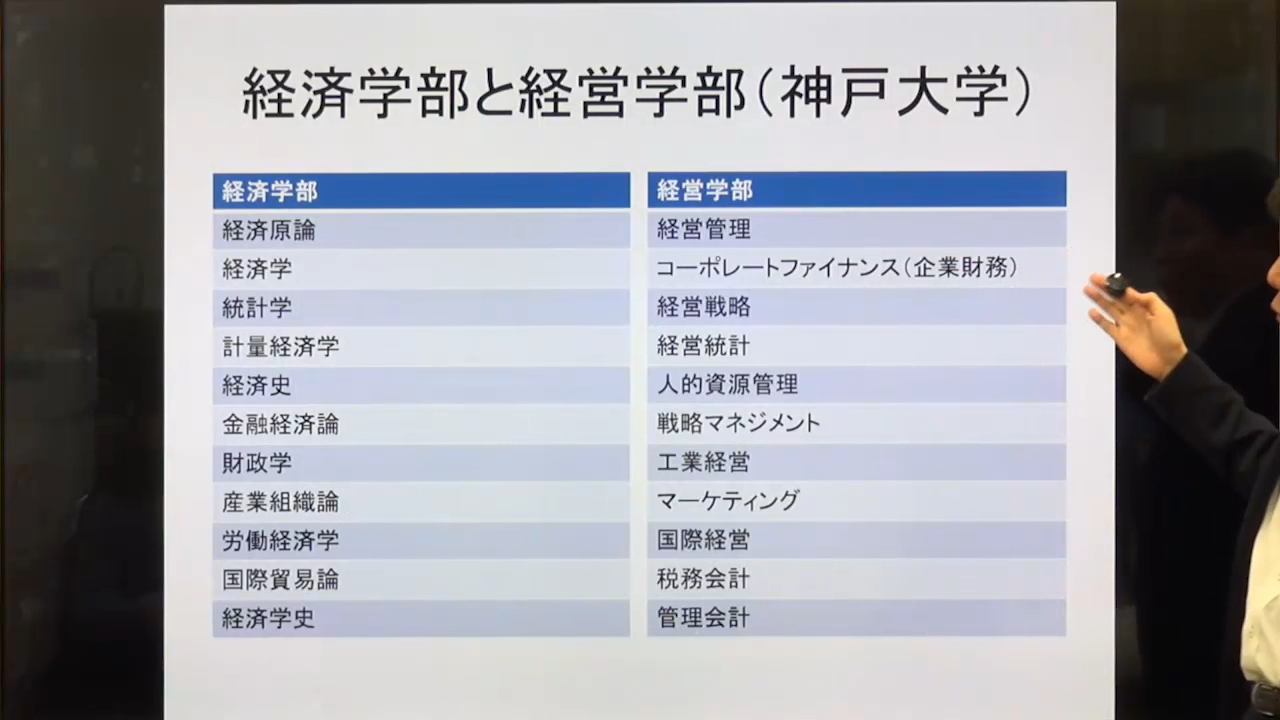 経済学部と経営学部（神戸大学）
経済学部
経済原論
経済学
統計学
計量経済学
経済史
金融経済論
財政学
産業組織論
労働経済学
国際貿易論
経済学史
経営学部
経営管理
コーポレートファイナンス（企業財務）
経営戦略
経営統計
人的資源管理
戦略マネジメント
工業経営
マーケティング
国際経営
税務会計
管理会計